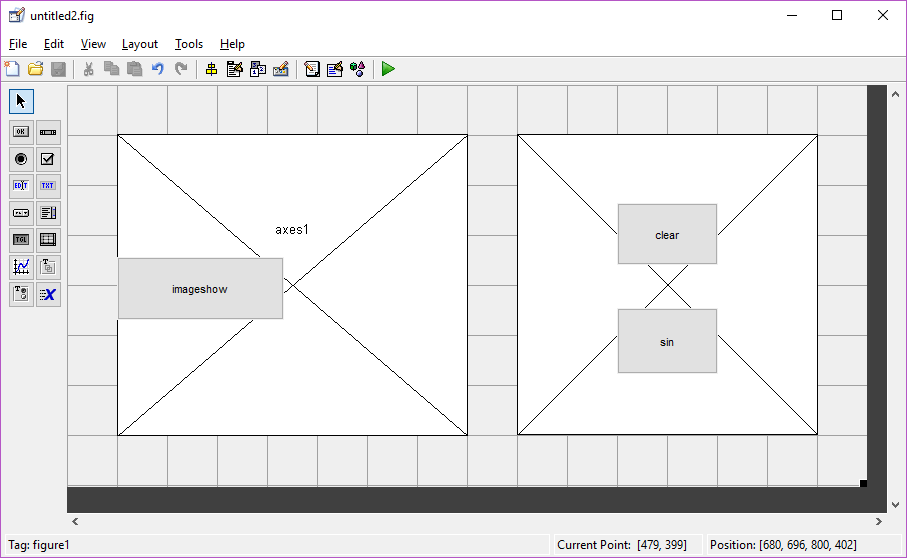 untitled2.fig
File Edit View Layout Tools Help
OK
EDIT TXT
TGL
X
axes1
clear
imageshow
sin
Tag: figure1 Current Point: [479, 399] Position: [680, 696, 800, 402]